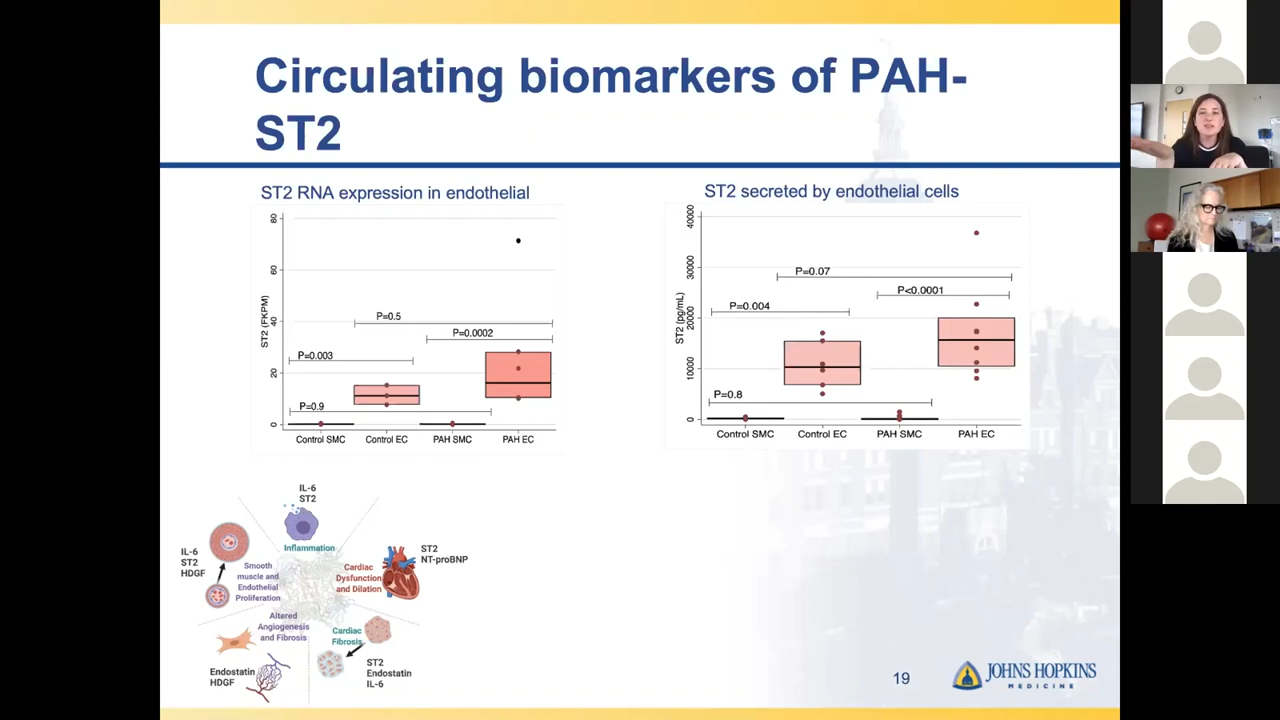 Circulating biomarkers of PAH-
ST2
ST2 RNA expression in endothelial
ST2 (FKPM)
80
60
40
20
0
P=0.5
P=0.0002
P=0.003
P=0.9
Control SMC
Control EC
PAH SMC
PAH EC
ST2 secreted by endothelial cells
ST2 (pg/mL)
40000
30000
20000
10000
0
P=0.07
P<0.0001
P=0.004
P=0.8
Control SMC
Control EC
PAH SMC
PAH EC
IL-6
ST2
Inflammation
ST2
NT-proBNP
Cardiac
Dysfunction
and Dilation
Cardiac
Fibrosis
ST2
Endostatin
IL-6
Altered
Angiogenesis
and Fibrosis
Endostatin
HDGF
IL-6
ST2
HDGF
Smooth
muscle and
Endothelial
Proliferation
19
JOHNS HOPKINS
MEDICINE